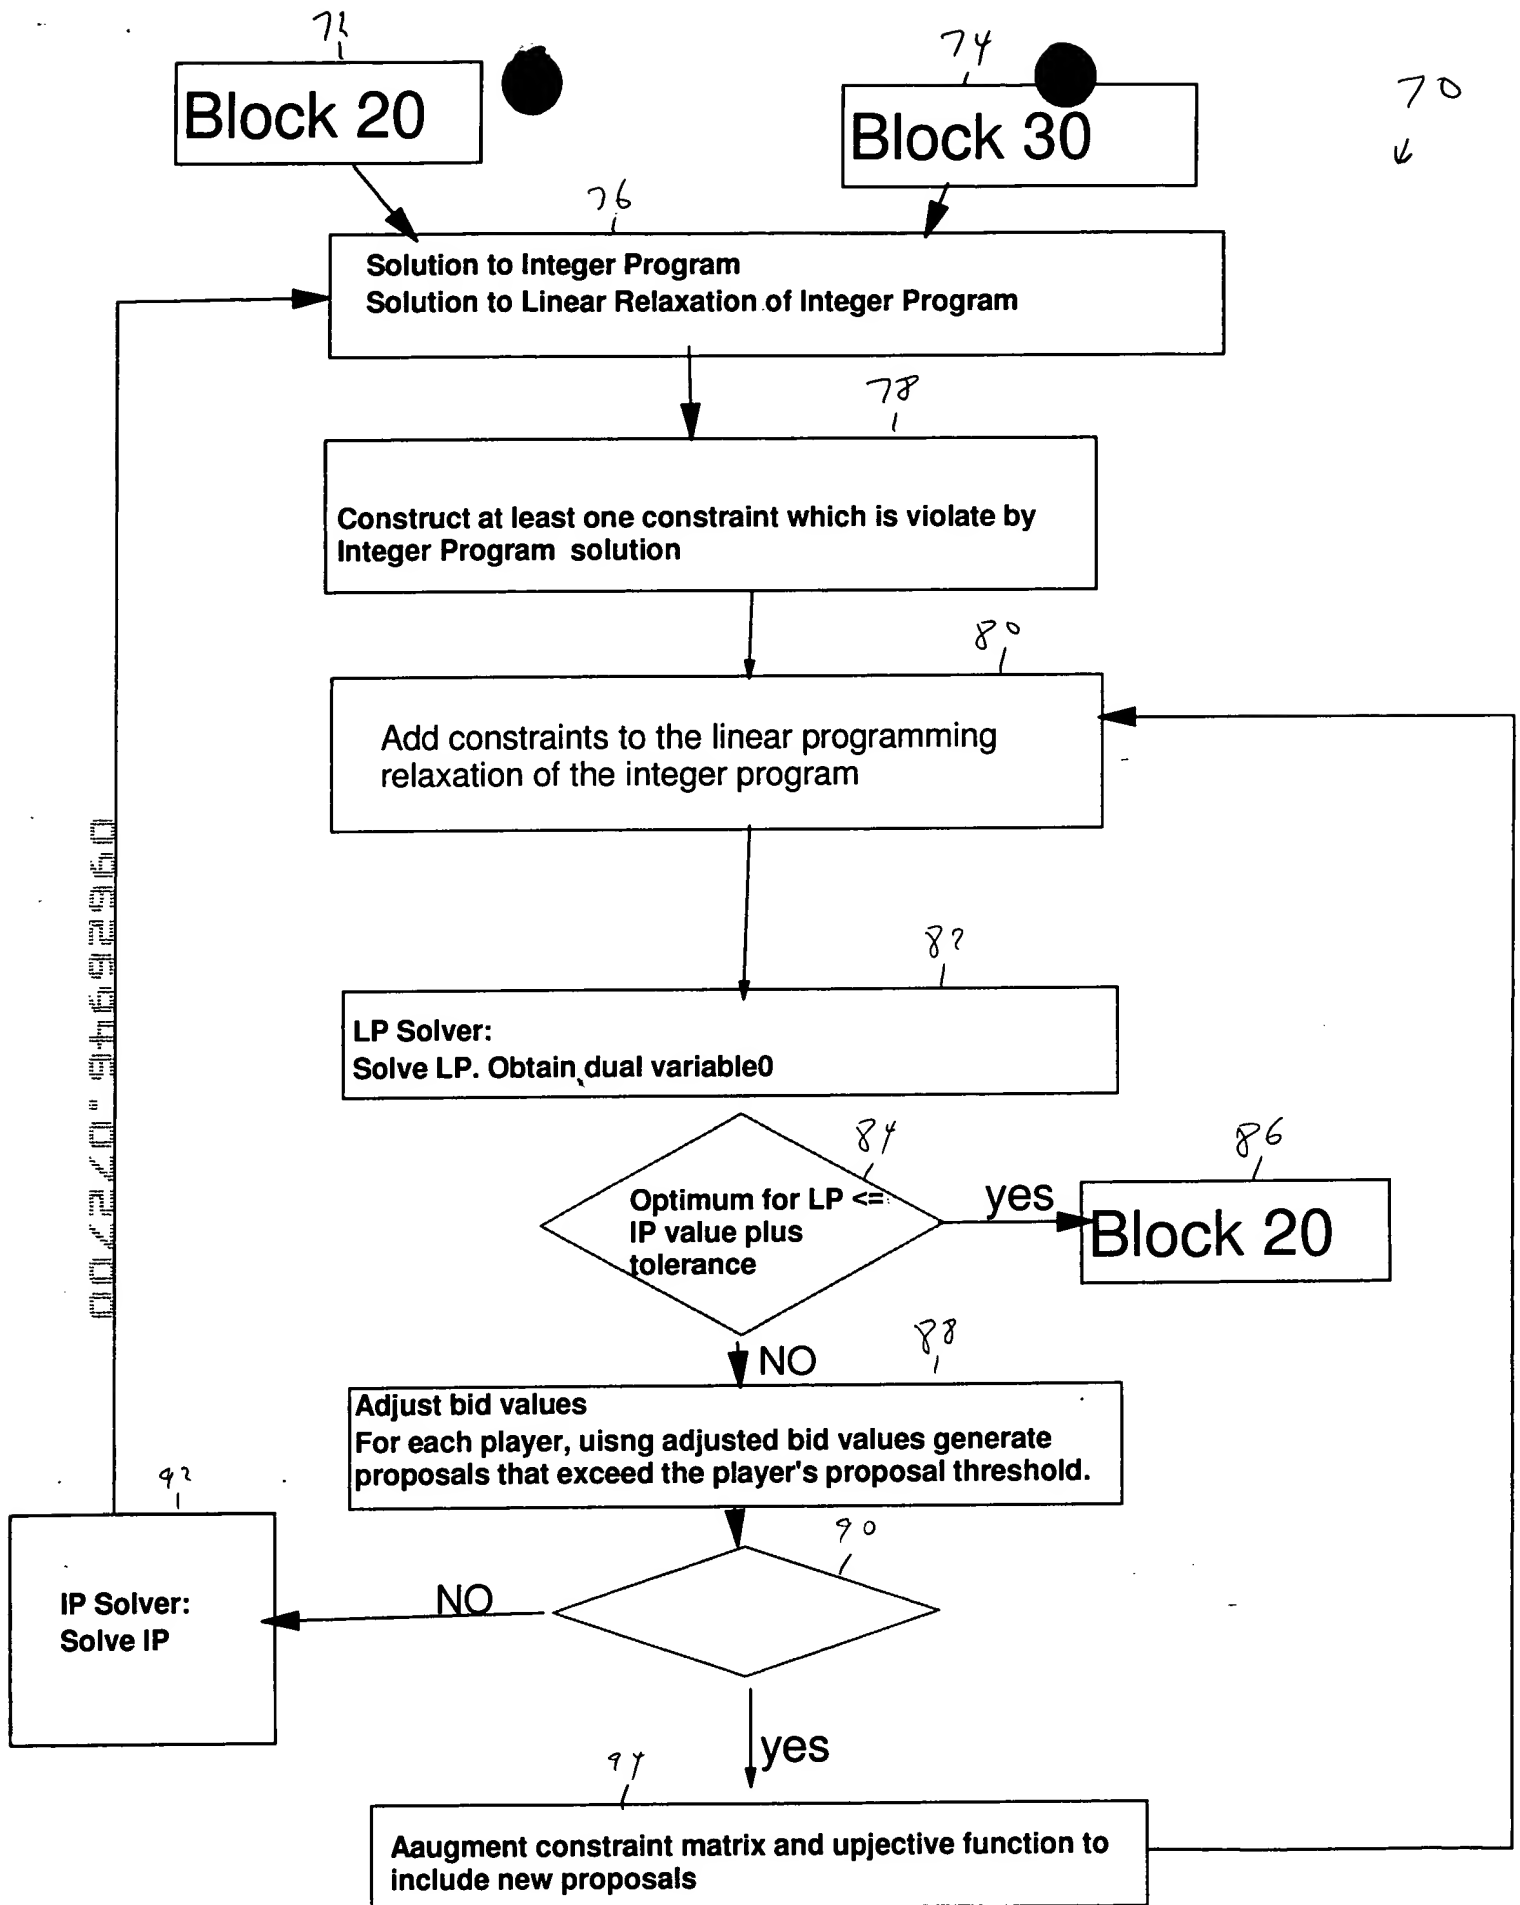 74
70
Block 20
Block 30
76
Solution to Integer Program
Solution to Linear Relaxation of Integer Program
78
Construct at least one constraint which is violate by
Integer Program solution
80
Add constraints to the linear programming
relaxation of the integer program
82
LP Solver:
Solve LP. Obtain dual variable0
84
86
Optimum for LP <=
IP value plus
tolerance
yes
Block 20
NO
88
Adjust bid values
For each player, uisng adjusted bid values generate
proposals that exceed the player's proposal threshold.
92
90
IP Solver:
Solve IP
NO
yes
94
Aaugment constraint matrix and upjective function to
include new proposals